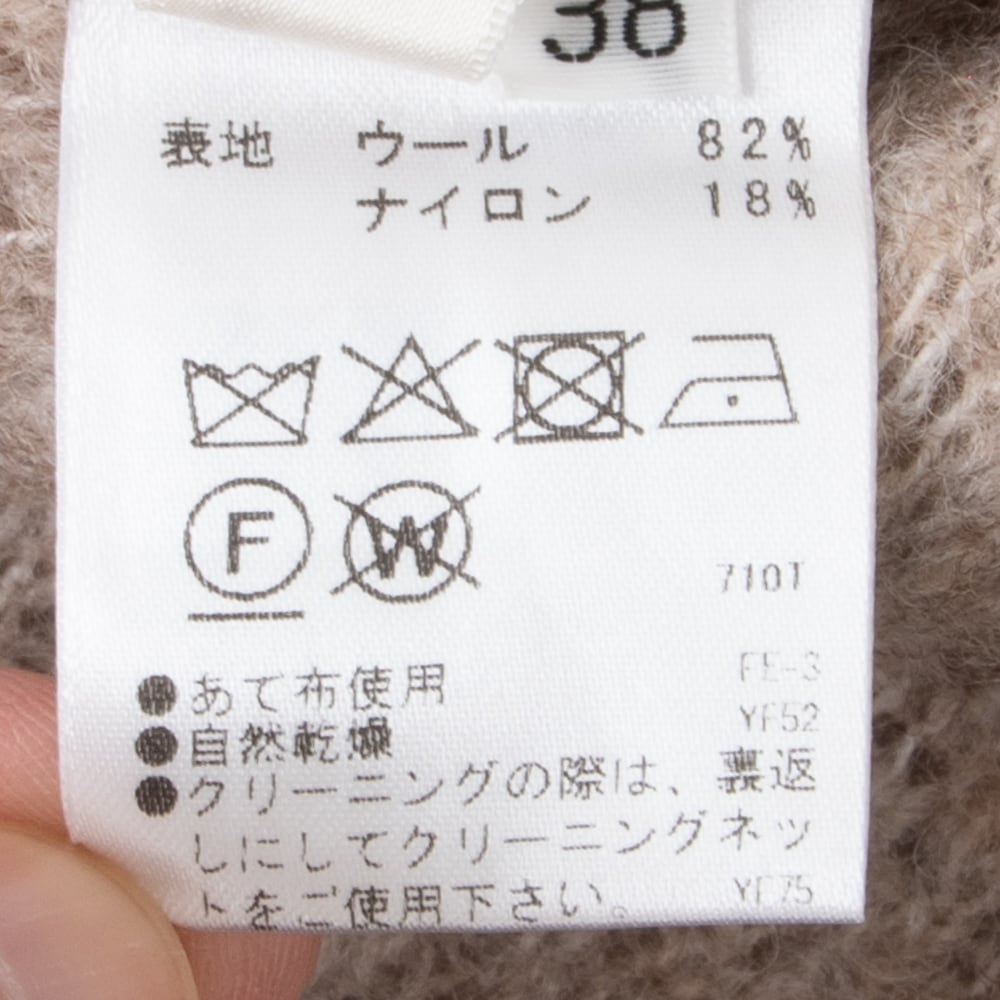 38
表地 ウール 82%
ナイロン 18%
F W
710T
●あて布使用 FE-3
●自然乾燥 YF52
●クリーニングの際は、裏返
しにしてクリーニングネッ
トをご使用下さい。 YF75